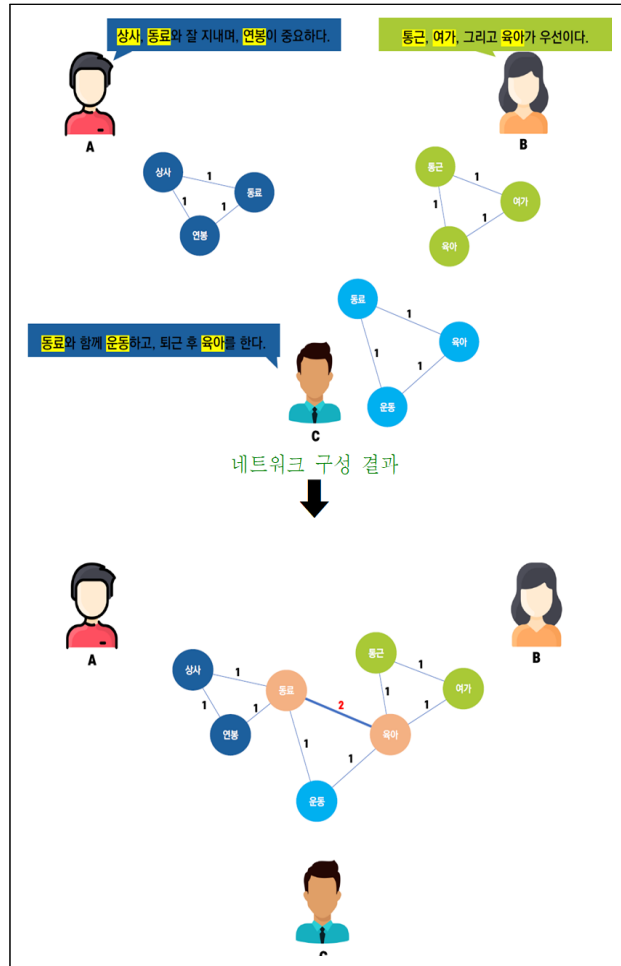 상사, 동료와 잘 지내며, 연봉이 중요하다.
통근, 여가, 그리고 육아가 우선이다.
A
B
상사
1
동료
1
1
연봉
통근
1
여가
1
1
육아
동료
1
육아
1
1
운동
동료와 함께 운동하고, 퇴근 후 육아를 한다.
C
네트워크 구성 결과
A
B
상사
1
동료
1
1
연봉
2
통근
1
여가
1
1
육아
1
1
운동
C